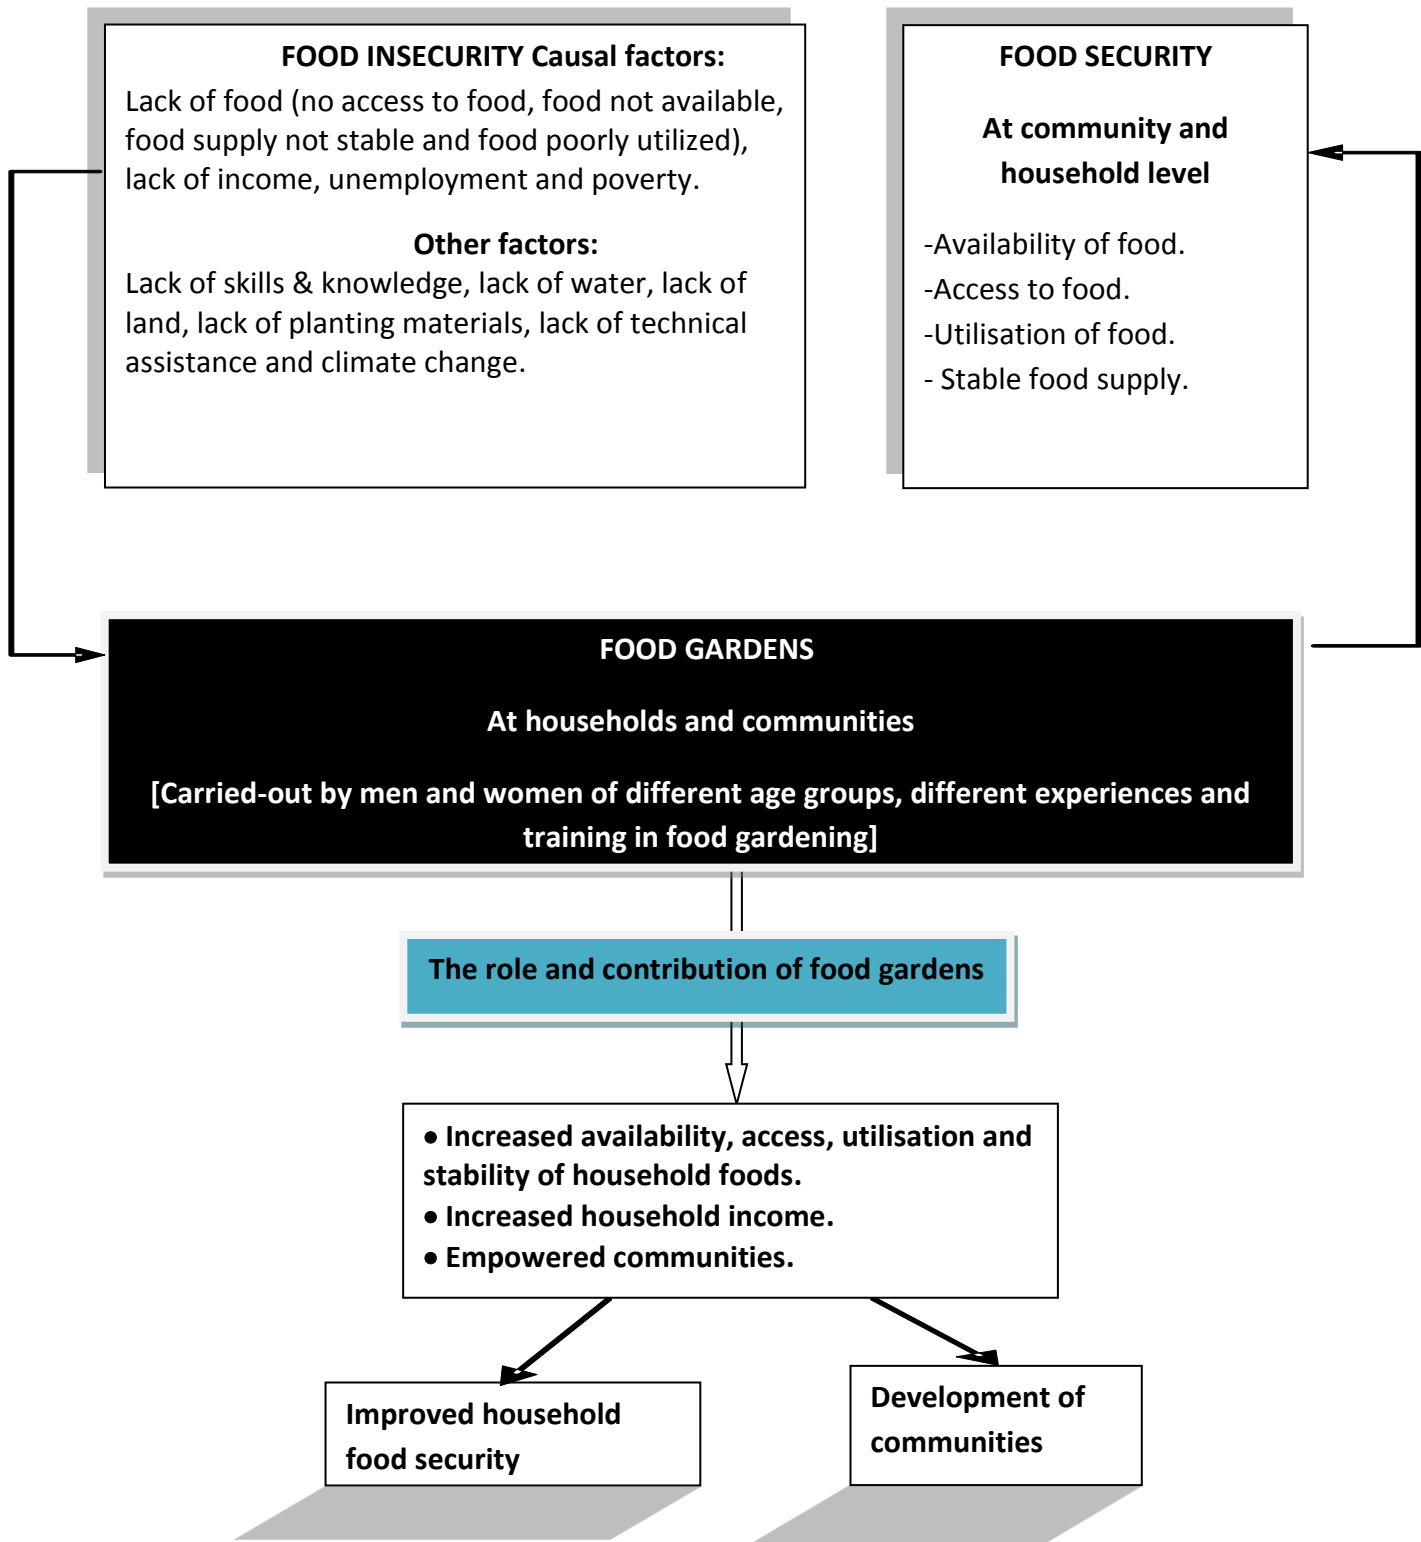 FOOD INSECURITY Causal factors:
Lack of food (no access to food, food not available,
food supply not stable and food poorly utilized),
lack of income, unemployment and poverty.
Other factors:
Lack of skills & knowledge, lack of water, lack of
land, lack of planting materials, lack of technical
assistance and climate change.
FOOD SECURITY
At community and
household level
-Availability of food.
-Access to food.
-Utilisation of food.
- Stable food supply.
FOOD GARDENS
At households and communities
[Carried-out by men and women of different age groups, different experiences and
training in food gardening]
The role and contribution of food gardens
• Increased availability, access, utilisation and
stability of household foods.
• Increased household income.
• Empowered communities.
Improved household
food security
Development of
communities